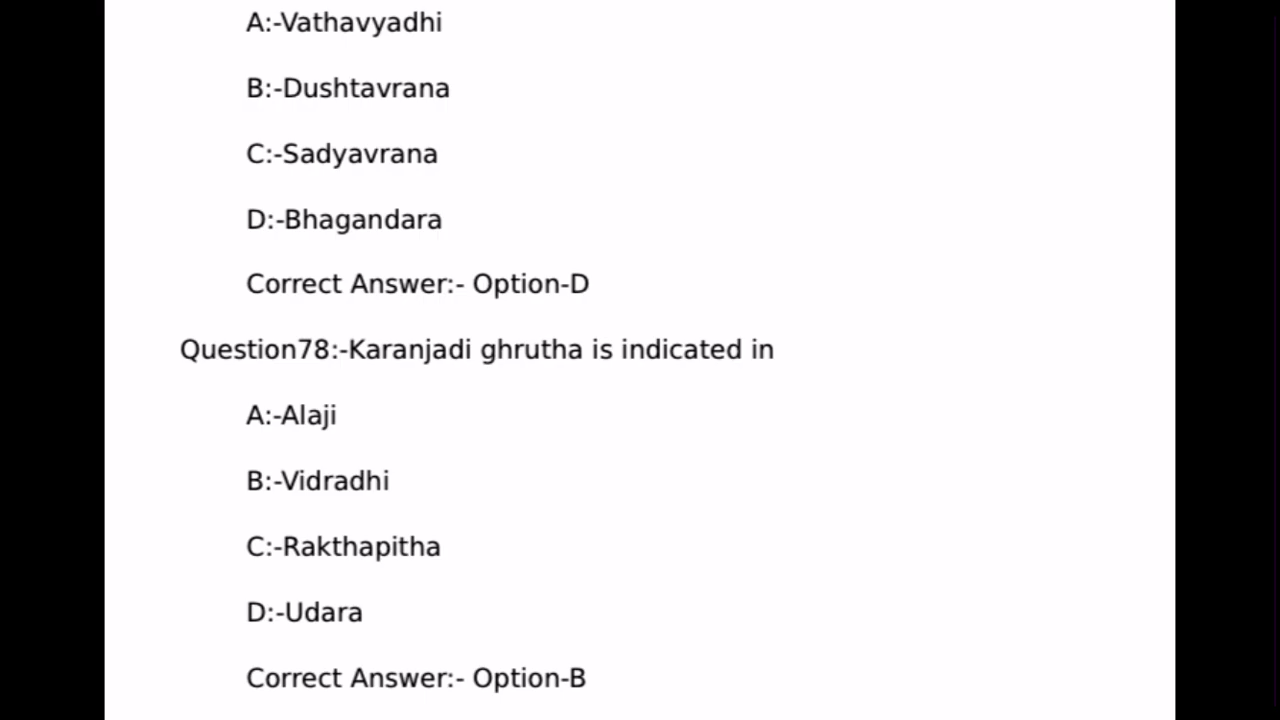 A:-Vathavyadhi
B:-Dushtavrana
C:-Sadyavrana
D:-Bhagandara
Correct Answer:- Option-D
Question78:-Karanjadi ghrutha is indicated in
A:-Alaji
B:-Vidradhi
C:-Rakthapitha
D:-Udara
Correct Answer:- Option-B